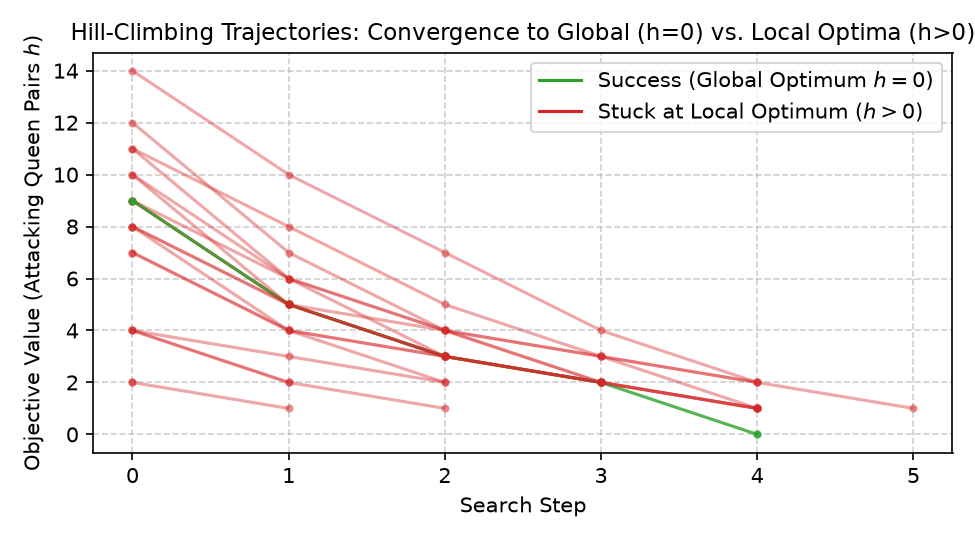 Hill-Climbing Trajectories: Convergence to Global (h=0) vs. Local Optima (h>0)
Objective Value (Attacking Queen Pairs h)
14
12
10
8
6
4
2
0
Success (Global Optimum h = 0)
Stuck at Local Optimum (h > 0)
0 1 2 3 4 5
Search Step